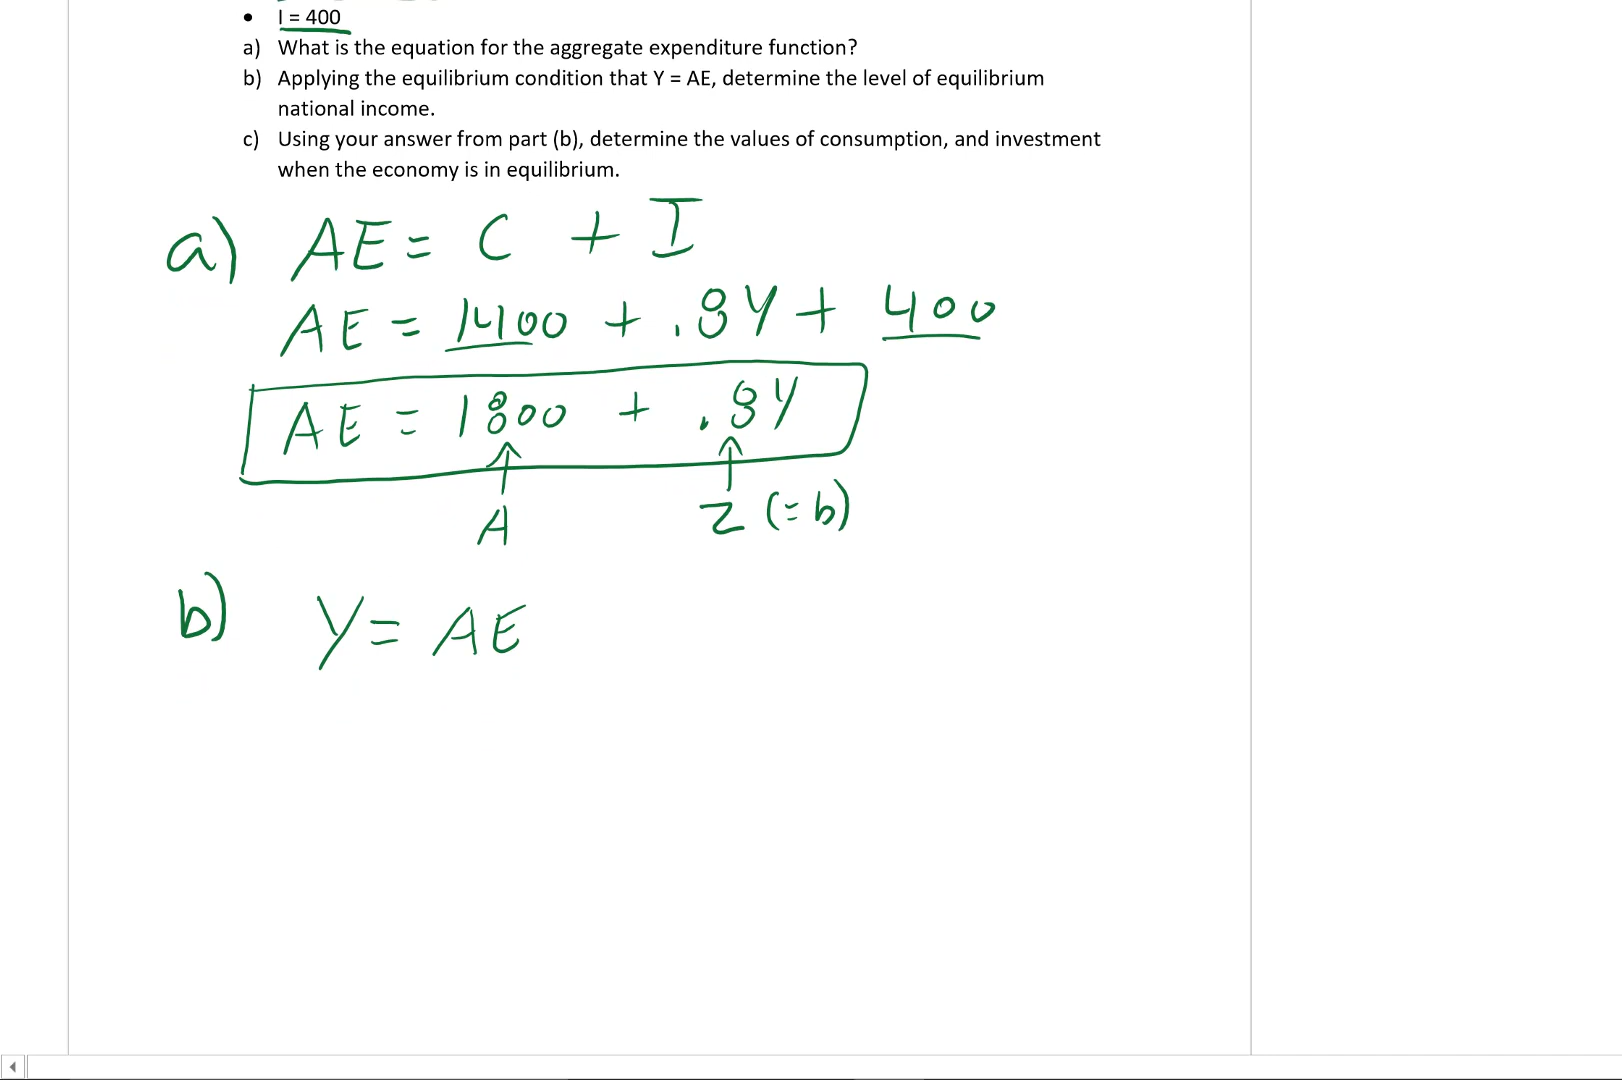 • I = 400
a) What is the equation for the aggregate expenditure function?
b) Applying the equilibrium condition that Y = AE, determine the level of equilibrium
national income.
c) Using your answer from part (b), determine the values of consumption, and investment
when the economy is in equilibrium.
a) AE = C + I
AE = 1400 + .8Y + 400
AE = 1800 + .8Y
A z (=b)
b) Y = AE